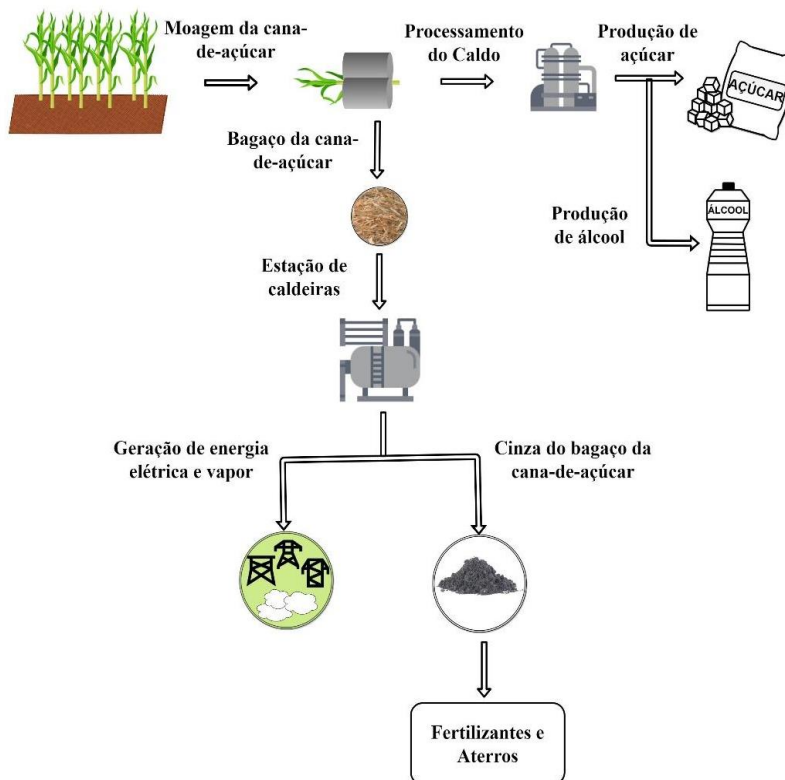 Moagem da cana-
de-açúcar
Processamento
do Caldo
Produção de
açúcar
AÇÚCAR
Bagaço da cana-
de-açúcar
Produção
de álcool
ÁLCOOL
Estação de
caldeiras
Geração de energia
elétrica e vapor
Cinza do bagaço da
cana-de-açúcar
Fertilizantes e
Aterros